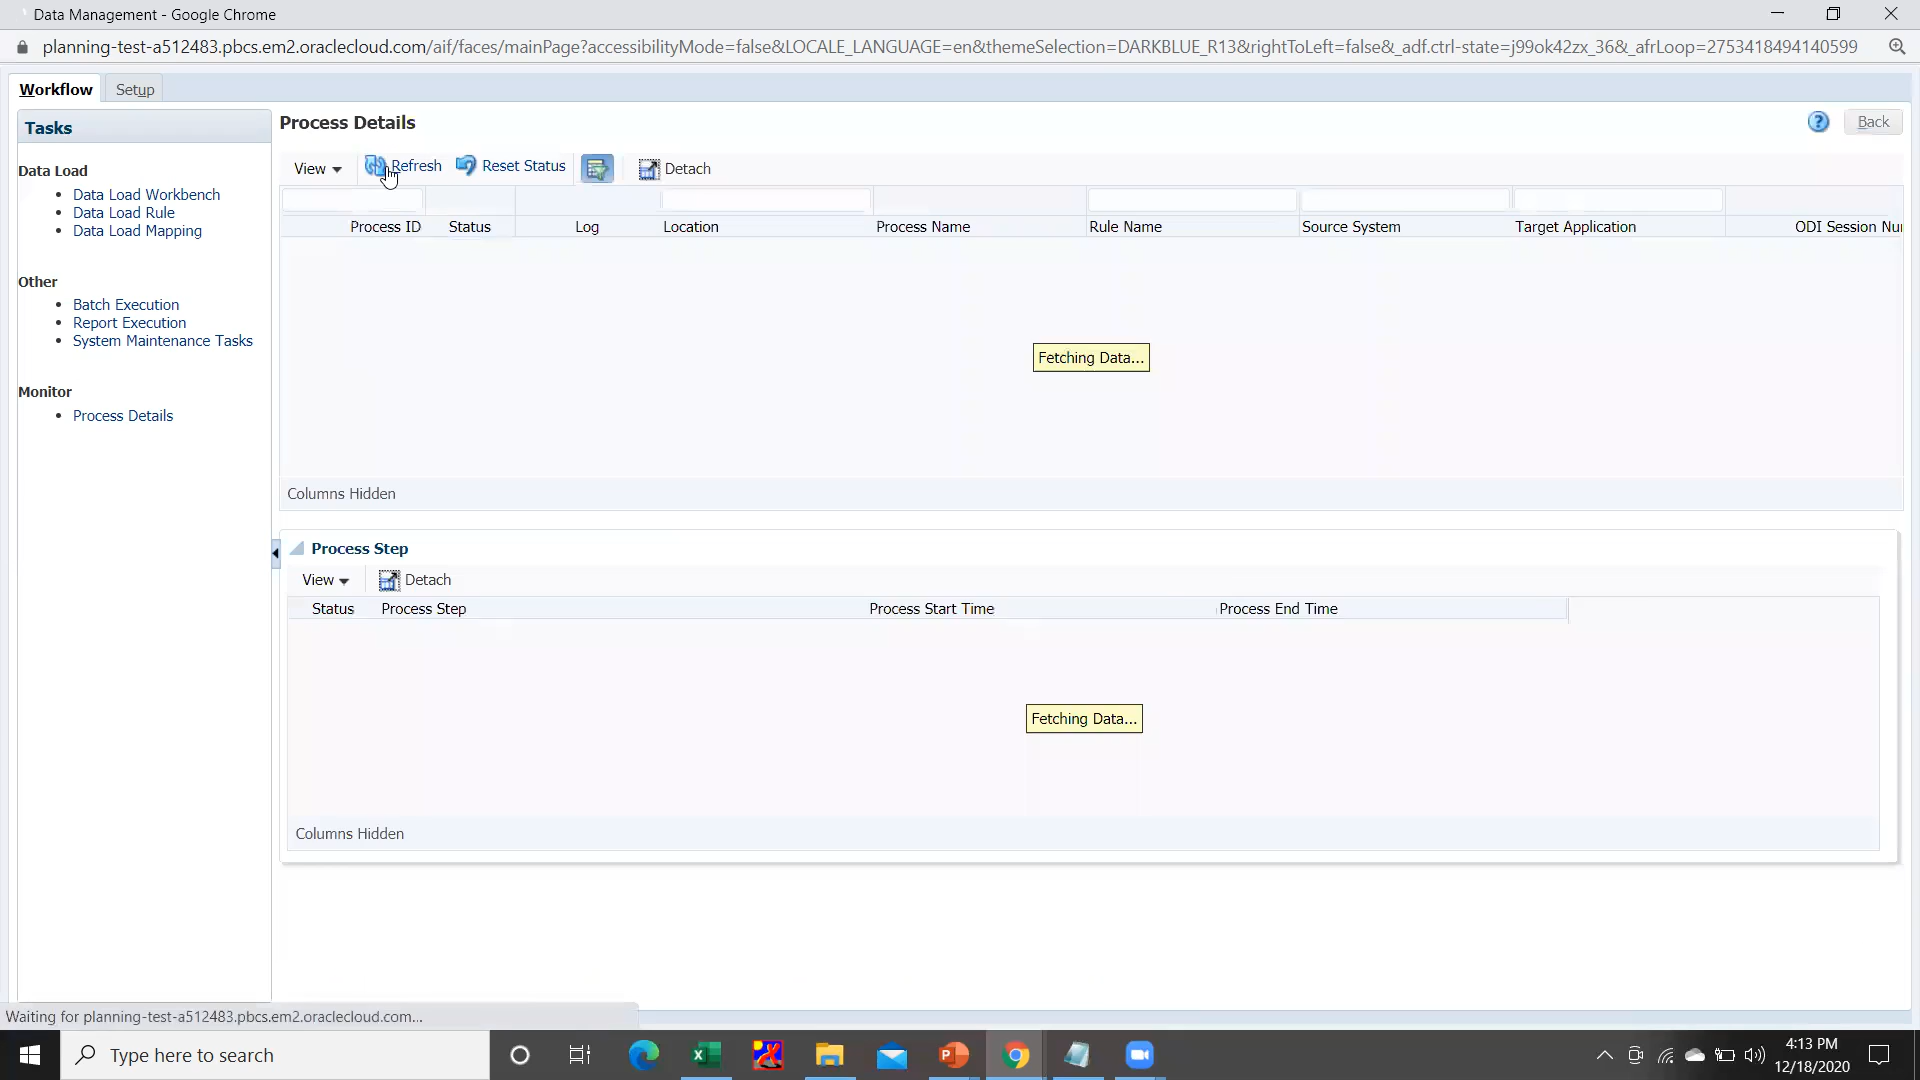 Data Management - Google Chrome
planning-test-a512483.pbcs.em2.oraclecloud.com/aif/faces/mainPage?accessibilityMode=false&LOCALE_LANGUAGE=en&themeSelection=DARKBLUE_R13&rightToLeft=false&_adf.ctrl-state=j99ok42zx_36&_afrLoop=2753418494140599
Workflow Setup
Tasks
Data Load
• Data Load Workbench
• Data Load Rule
• Data Load Mapping
Other
• Batch Execution
• Report Execution
• System Maintenance Tasks
Monitor
• Process Details
Process Details
? Back
View Refresh Reset Status Detach
Process ID Status Log Location Process Name Rule Name Source System Target Application ODI Session Nu
Fetching Data...
Columns Hidden
Process Step
View Detach
Status Process Step Process Start Time Process End Time
Fetching Data...
Columns Hidden
Waiting for planning-test-a512483.pbcs.em2.oraclecloud.com...
Type here to search
4:13 PM
12/18/2020